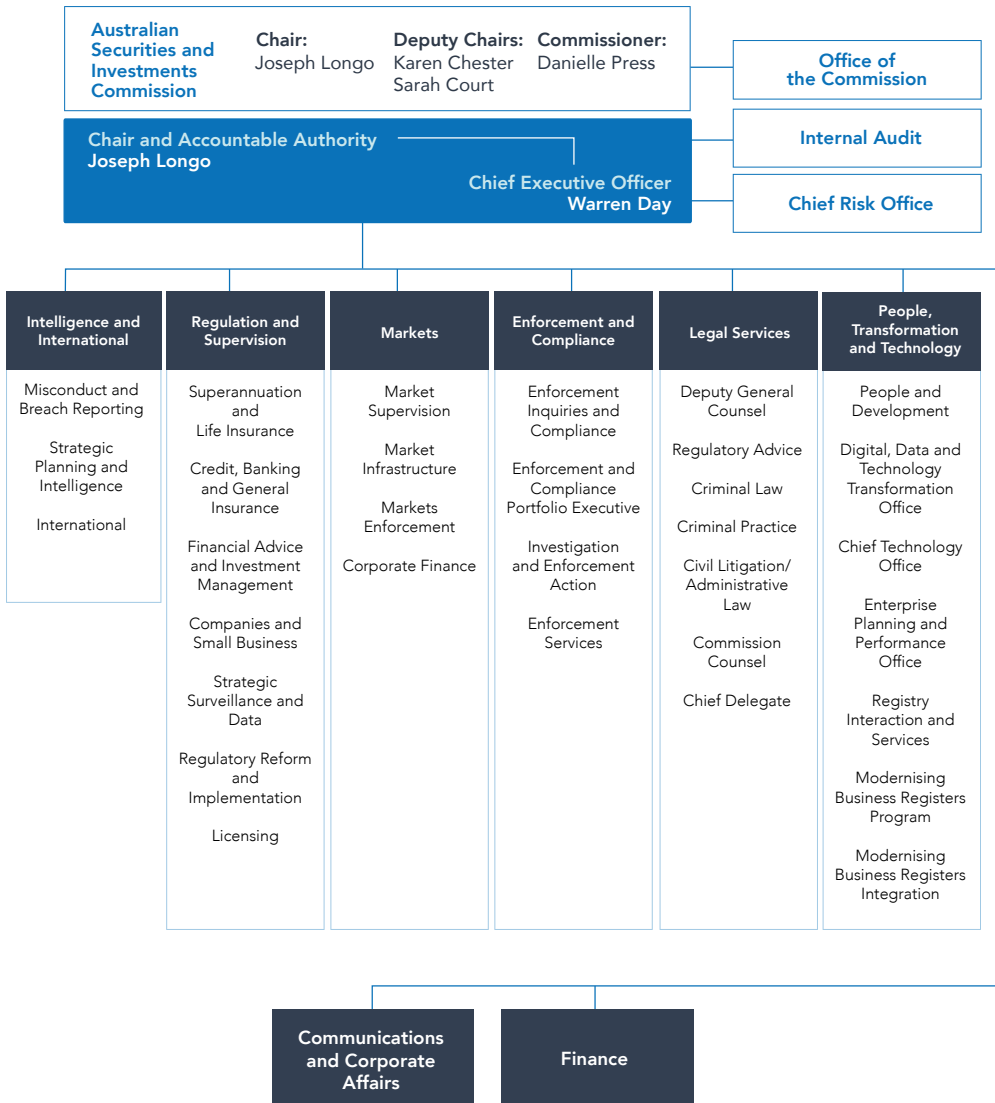 Australian
Securities and
Investments
Commission
Chair:
Joseph Longo
Deputy Chairs:
Karen Chester
Sarah Court
Commissioner:
Danielle Press
Office of
the Commission
Chair and Accountable Authority
Joseph Longo
Chief Executive Officer
Warren Day
Internal Audit
Chief Risk Office
Intelligence and
International
Misconduct and
Breach Reporting
Strategic
Planning and
Intelligence
International
Regulation and
Supervision
Superannuation
and
Life Insurance
Credit, Banking
and General
Insurance
Financial Advice
and Investment
Management
Companies and
Small Business
Strategic
Surveillance and
Data
Regulatory Reform
and
Implementation
Licensing
Markets
Market
Supervision
Market
Infrastructure
Markets
Enforcement
Corporate Finance
Enforcement and
Compliance
Enforcement
Inquiries and
Compliance
Enforcement and
Compliance
Portfolio Executive
Investigation
and Enforcement
Action
Enforcement
Services
Legal Services
Deputy General
Counsel
Regulatory Advice
Criminal Law
Criminal Practice
Civil Litigation/
Administrative
Law
Commission
Counsel
Chief Delegate
People,
Transformation
and Technology
People and
Development
Digital, Data and
Technology
Transformation
Office
Chief Technology
Office
Enterprise
Planning and
Performance
Office
Registry
Interaction and
Services
Modernising
Business Registers
Program
Modernising
Business Registers
Integration
Communications
and Corporate
Affairs
Finance